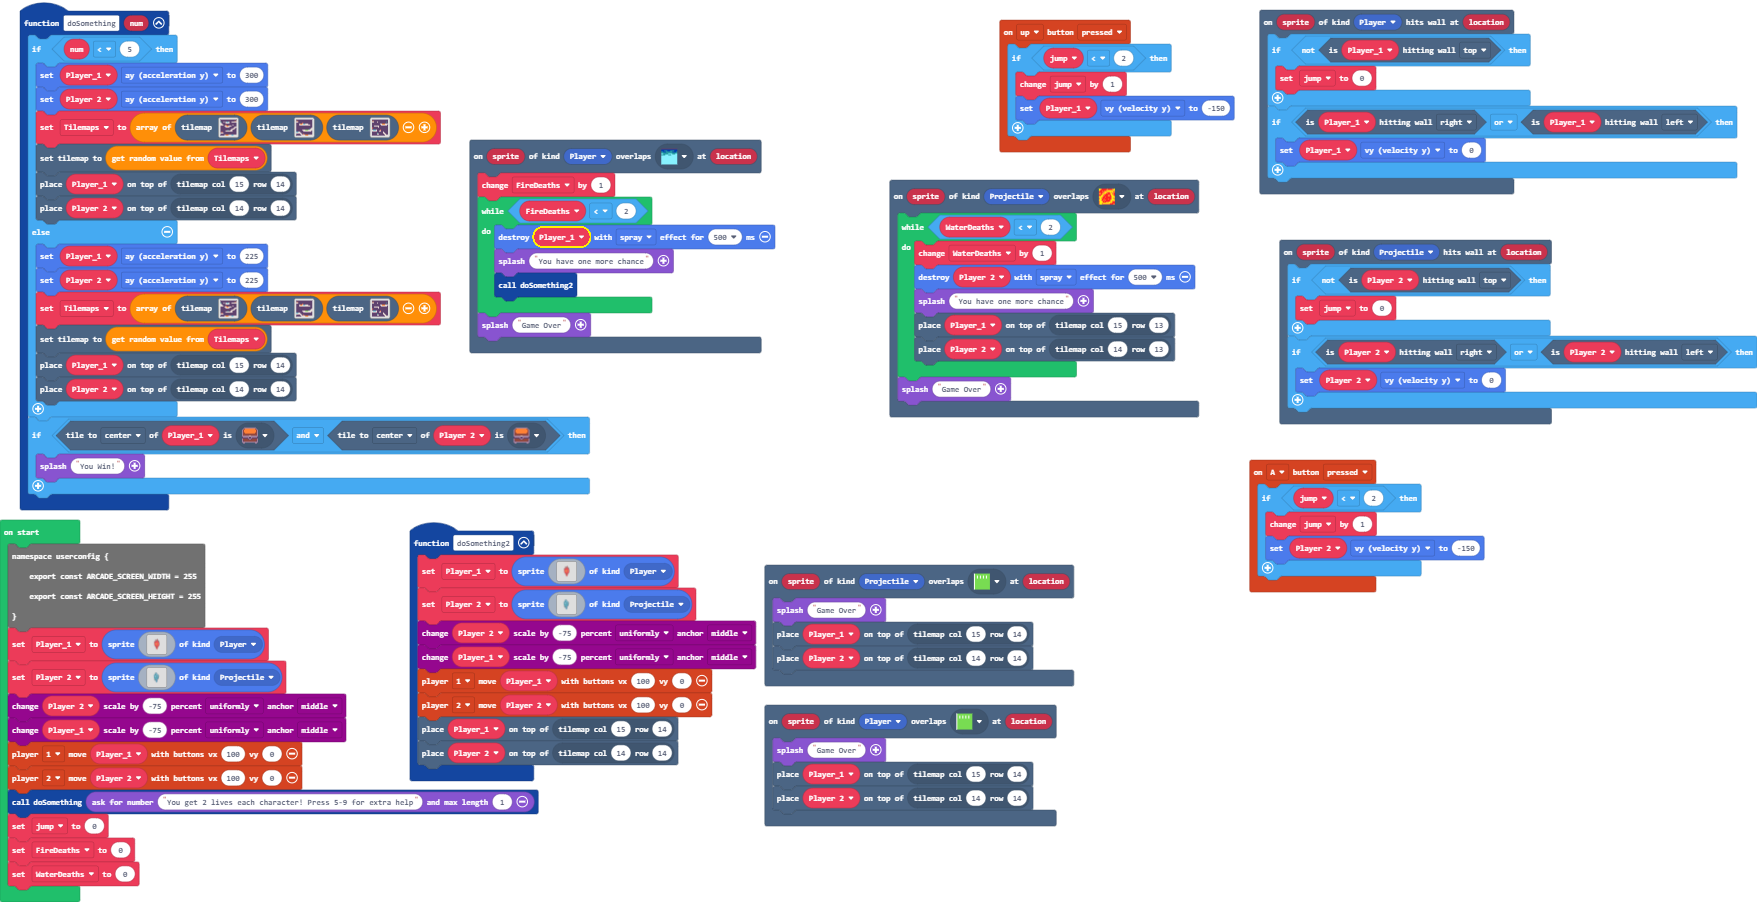 function doSomething num
if num < 5 then
set Player_1 ay (acceleration y) to 300
set Player 2 ay (acceleration y) to 300
set Tilemaps to array of tilemap tilemap tilemap
set tilemap to get random value from Tilemaps
place Player_1 on top of tilemap col 15 row 14
place Player 2 on top of tilemap col 14 row 14
else
set Player_1 ay (acceleration y) to 225
set Player 2 ay (acceleration y) to 225
set Tilemaps to array of tilemap tilemap tilemap
set tilemap to get random value from Tilemaps
place Player_1 on top of tilemap col 15 row 14
place Player 2 on top of tilemap col 14 row 14
if tile to center of Player_1 is and tile to center of Player 2 is then
splash "You Win!"
on sprite of kind Player overlaps at location
change FireDeaths by 1
while FireDeaths < 2
do destroy Player_1 with spray effect for 500 ms
splash "You have one more chance"
call doSomething2
splash "Game Over"
on up button pressed
if jump < 2 then
change jump by 1
set Player_1 vy (velocity y) to -150
on sprite of kind Projectile overlaps at location
while WaterDeaths < 2
do change WaterDeaths by 1
destroy Player 2 with spray effect for 500 ms
splash "You have one more chance"
place Player_1 on top of tilemap col 15 row 13
place Player 2 on top of tilemap col 14 row 13
splash "Game Over"
on sprite of kind Player hits wall at location
if not is Player_1 hitting wall top then
set jump to 0
if is Player_1 hitting wall right or is Player_1 hitting wall left then
set Player_1 vy (velocity y) to 0
on sprite of kind Projectile hits wall at location
if not is Player 2 hitting wall top then
set jump to 0
if is Player 2 hitting wall right or is Player 2 hitting wall left then
set Player 2 vy (velocity y) to 0
on A button pressed
if jump < 2 then
change jump by 1
set Player 2 vy (velocity y) to -150
on start
namespace userconfig {
export const ARCADE_SCREEN_WIDTH = 255
export const ARCADE_SCREEN_HEIGHT = 255
}
set Player_1 to sprite of kind Player
set Player 2 to sprite of kind Projectile
change Player 2 scale by -75 percent uniformly anchor middle
change Player_1 scale by -75 percent uniformly anchor middle
player 1 move Player_1 with buttons vx 100 vy 0
player 2 move Player 2 with buttons vx 100 vy 0
call doSomething ask for number "You get 2 lives each character! Press 5-9 for extra help" and max length 1
set jump to 0
set FireDeaths to 0
set WaterDeaths to 0
function doSomething2
set Player_1 to sprite of kind Player
set Player 2 to sprite of kind Projectile
change Player 2 scale by -75 percent uniformly anchor middle
change Player_1 scale by -75 percent uniformly anchor middle
player 1 move Player_1 with buttons vx 100 vy 0
player 2 move Player 2 with buttons vx 100 vy 0
place Player_1 on top of tilemap col 15 row 14
place Player 2 on top of tilemap col 14 row 14
on sprite of kind Projectile overlaps at location
splash "Game Over"
place Player_1 on top of tilemap col 15 row 14
place Player 2 on top of tilemap col 14 row 14
on sprite of kind Player overlaps at location
splash "Game Over"
place Player_1 on top of tilemap col 15 row 14
place Player 2 on top of tilemap col 14 row 14